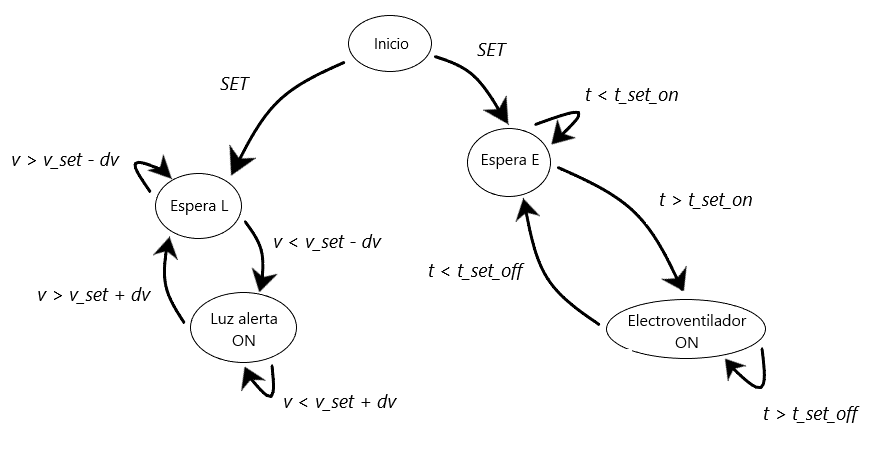 Inicio
SET
SET
t < t_set_on
v > v_set - dv
Espera E
Espera L
t > t_set_on
v < v_set - dv
t < t_set_off
v > v_set + dv
Luz alerta
ON
Electroventilador
ON
v < v_set + dv
t > t_set_off